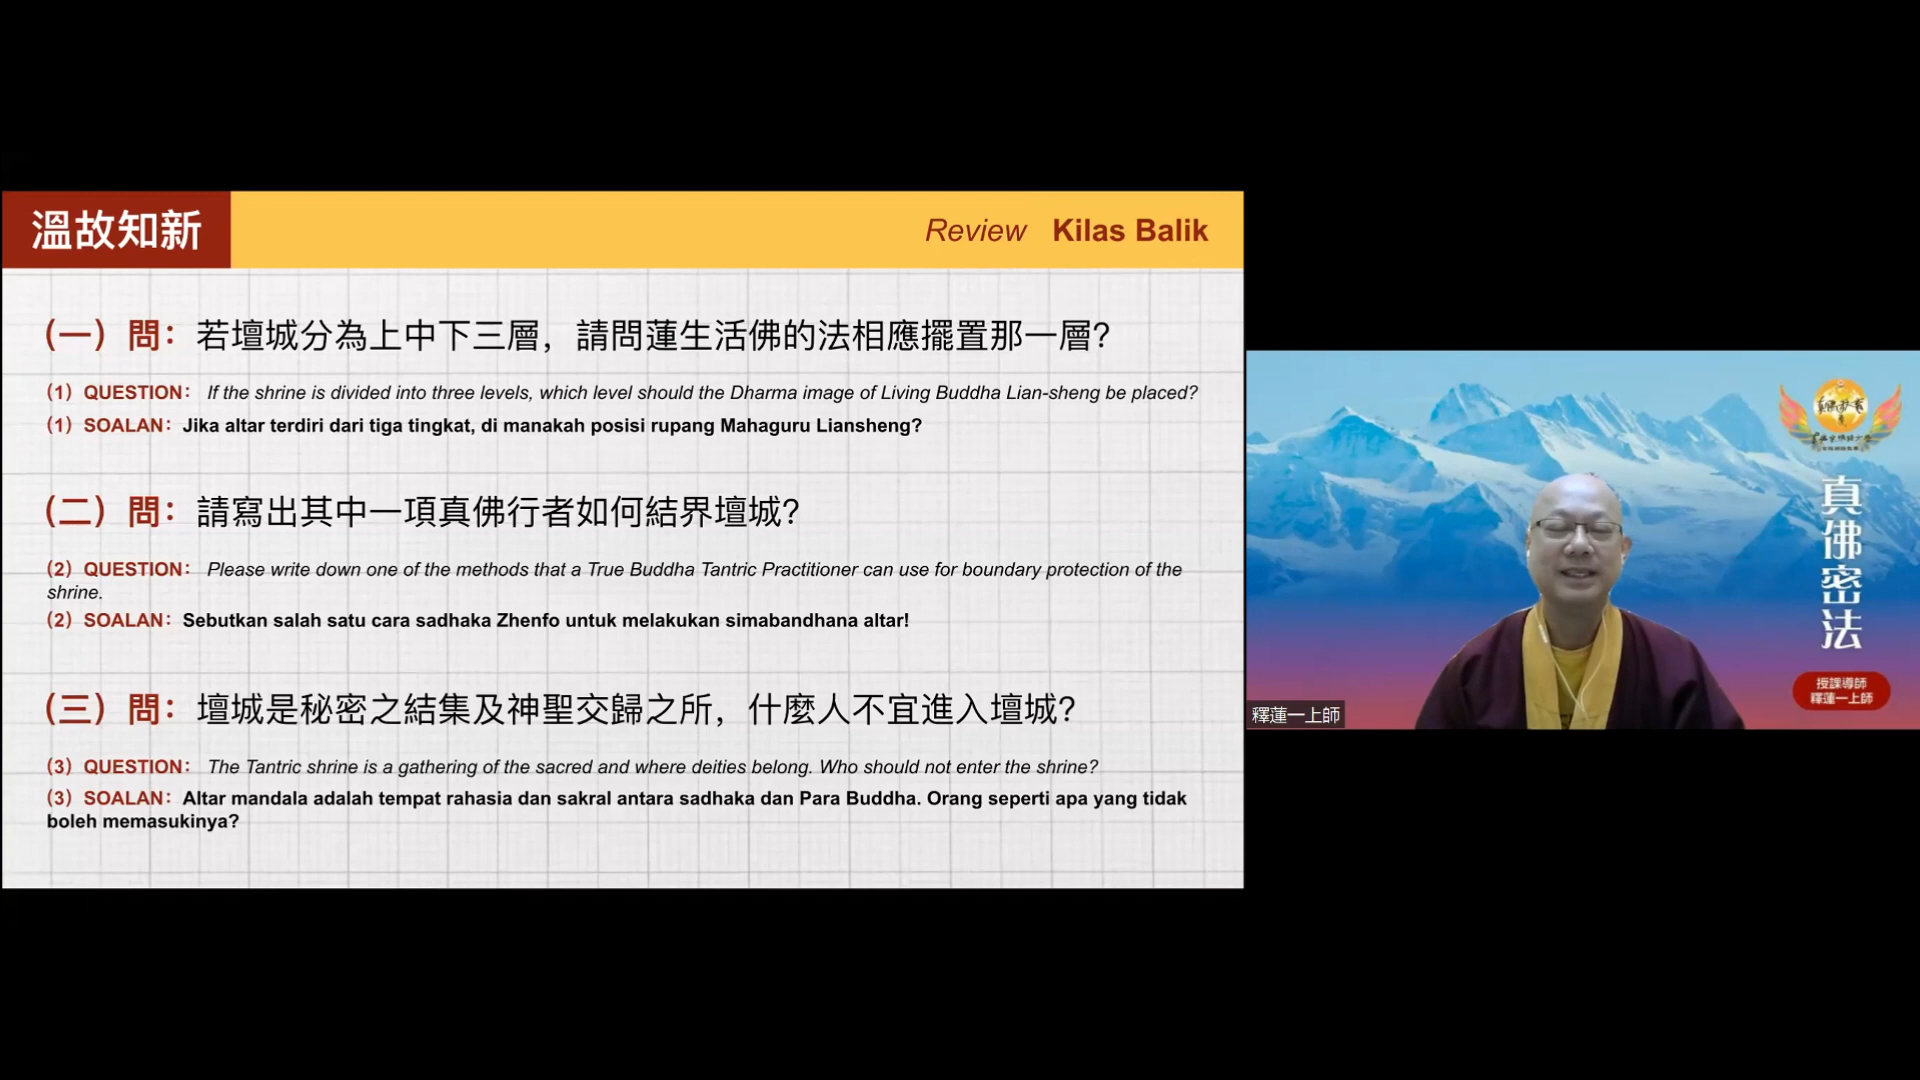 溫故知新
Review Kilas Balik
（一）問：若壇城分為上中下三層，請問蓮生活佛的法相應擺置那一層?
（1）QUESTION： If the shrine is divided into three levels, which level should the Dharma image of Living Buddha Lian-sheng be placed?
（1）SOALAN：Jika altar terdiri dari tiga tingkat, di manakah posisi rupang Mahaguru Liansheng?
（二）問：請寫出其中一項真佛行者如何結界壇城?
（2）QUESTION： Please write down one of the methods that a True Buddha Tantric Practitioner can use for boundary protection of the
shrine.
（2）SOALAN：Sebutkan salah satu cara sadhaka Zhenfo untuk melakukan simabandhana altar!
（三）問：壇城是秘密之結集及神聖交歸之所，什麼人不宜進入壇城?
（3）QUESTION： The Tantric shrine is a gathering of the sacred and where deities belong. Who should not enter the shrine?
（3）SOALAN：Altar mandala adalah tempat rahasia dan sakral antara sadhaka dan Para Buddha. Orang seperti apa yang tidak
boleh memasukinya?
真佛密法
授課導師
釋蓮一上師
釋蓮一上師